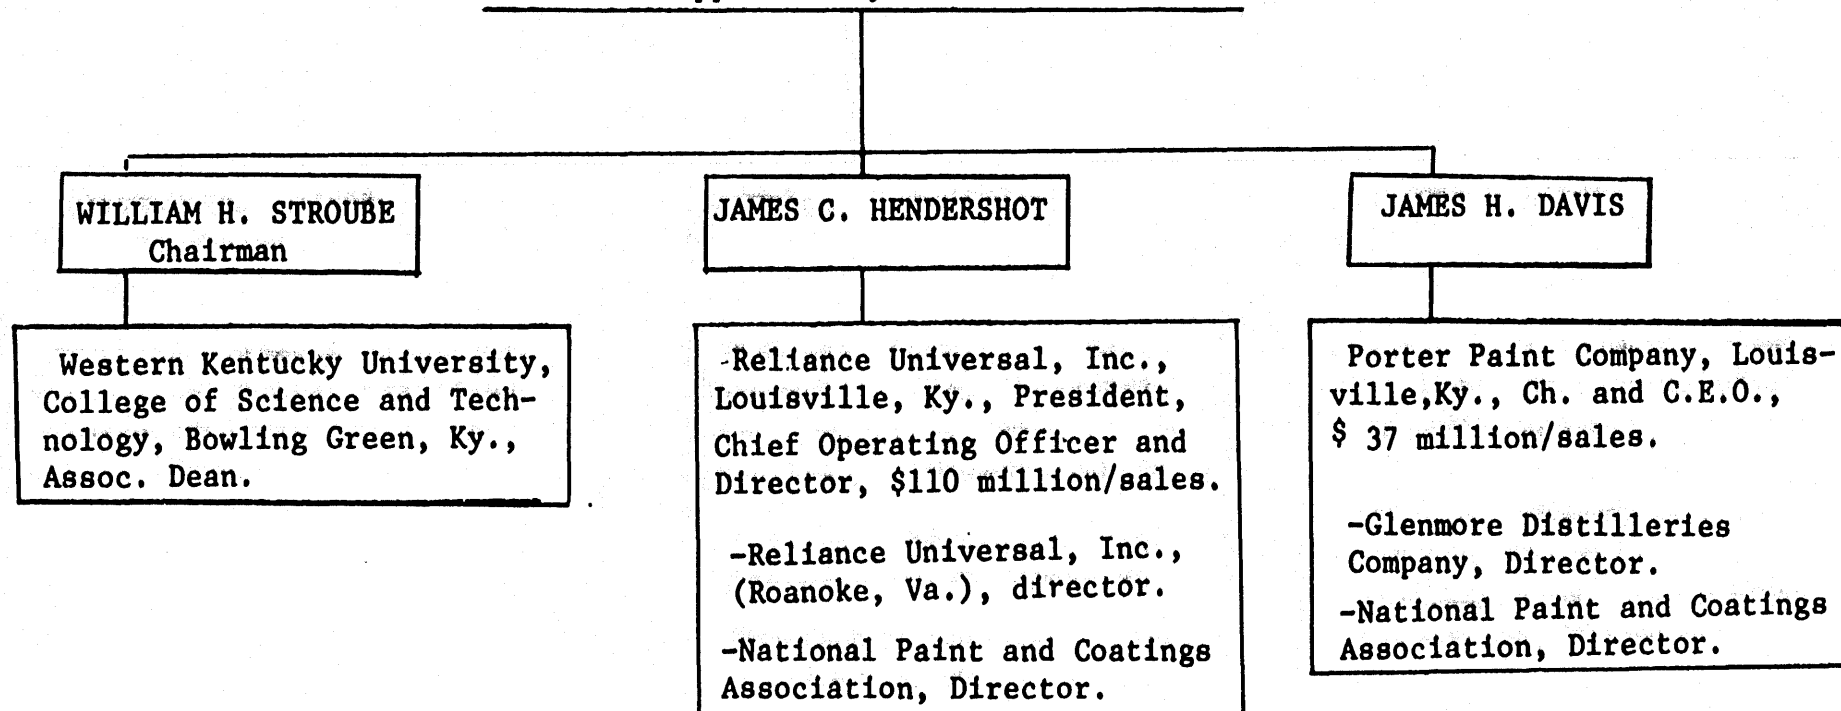 WILLIAM H. STROUBE
Chairman
JAMES C. HENDERSHOT
JAMES H. DAVIS
Western Kentucky University,
College of Science and Tech-
nology, Bowling Green, Ky.,
Assoc. Dean.
-Reliance Universal, Inc.,
Louisville, Ky., President,
Chief Operating Officer and
Director, $110 million/sales.
-Reliance Universal, Inc.,
(Roanoke, Va.), director.
-National Paint and Coatings
Association, Director.
Porter Paint Company, Louis-
ville,Ky., Ch. and C.E.O.,
$ 37 million/sales.
-Glenmore Distilleries
Company, Director.
-National Paint and Coatings
Association, Director.